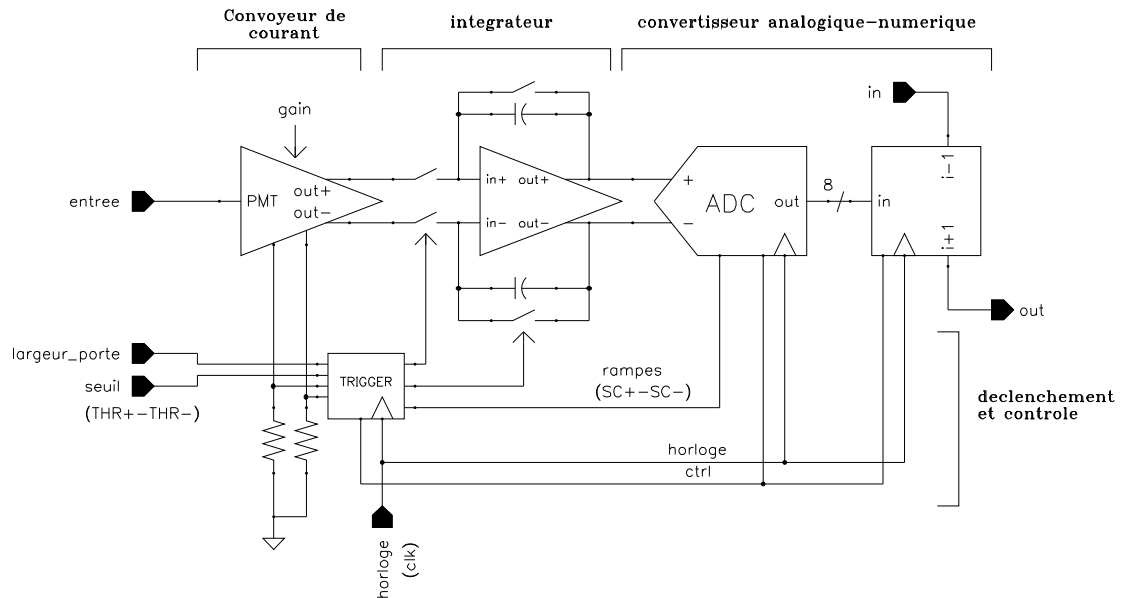 Convoyeur de
courant
integrateur
convertisseur analogique-numerique
in
gain
i-1
entree
PMT
out+
out-
in+ out+
in- out-
+
-
ADC
out
8
in
i+1
out
largeur_porte
seuil
(THR+-THR-)
TRIGGER
rampes
(SC+-SC-)
declenchement
et controle
horloge
ctrl
horloge
(clk)